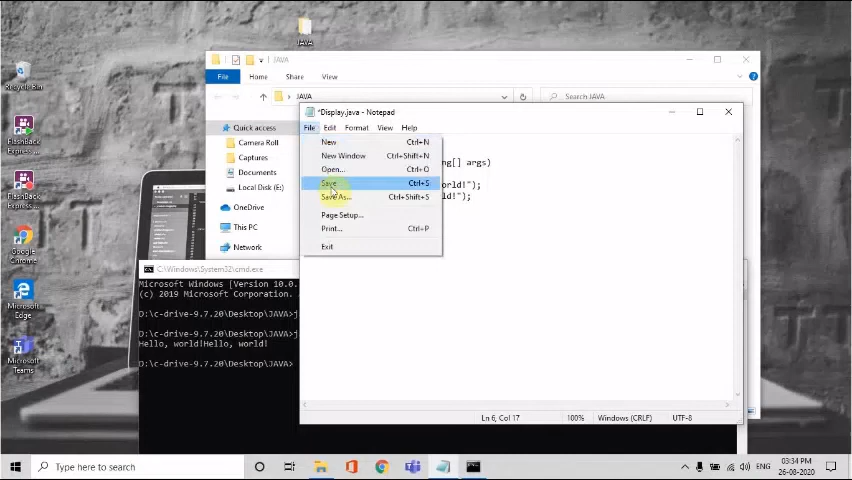 JAVA
Recycle Bin
FlashBack
Express ...
FlashBack
Express ...
Google
Chrome
Microsoft
Edge
Microsoft
Teams
JAVA
File Home Share View
JAVA
Search JAVA
Quick access
Camera Roll
Captures
Documents
Local Disk (E:)
OneDrive
This PC
Network
*Display.java - Notepad
File Edit Format View Help
New Ctrl+N
New Window Ctrl+Shift+N
Open... Ctrl+O
Save Ctrl+S
Save As... Ctrl+Shift+S
Page Setup...
Print... Ctrl+P
Exit
ng[] args)
orld!");
ld!");
Ln 6, Col 17 100% Windows (CRLF) UTF-8
C:\Windows\System32\cmd.exe
Microsoft Windows [Version 10.0.
(c) 2019 Microsoft Corporation.
D:\c-drive-9.7.20\Desktop\JAVA>j
D:\c-drive-9.7.20\Desktop\JAVA>j
Hello, world!Hello, world!
D:\c-drive-9.7.20\Desktop\JAVA>
Type here to search
ENG
03:34 PM
26-08-2020